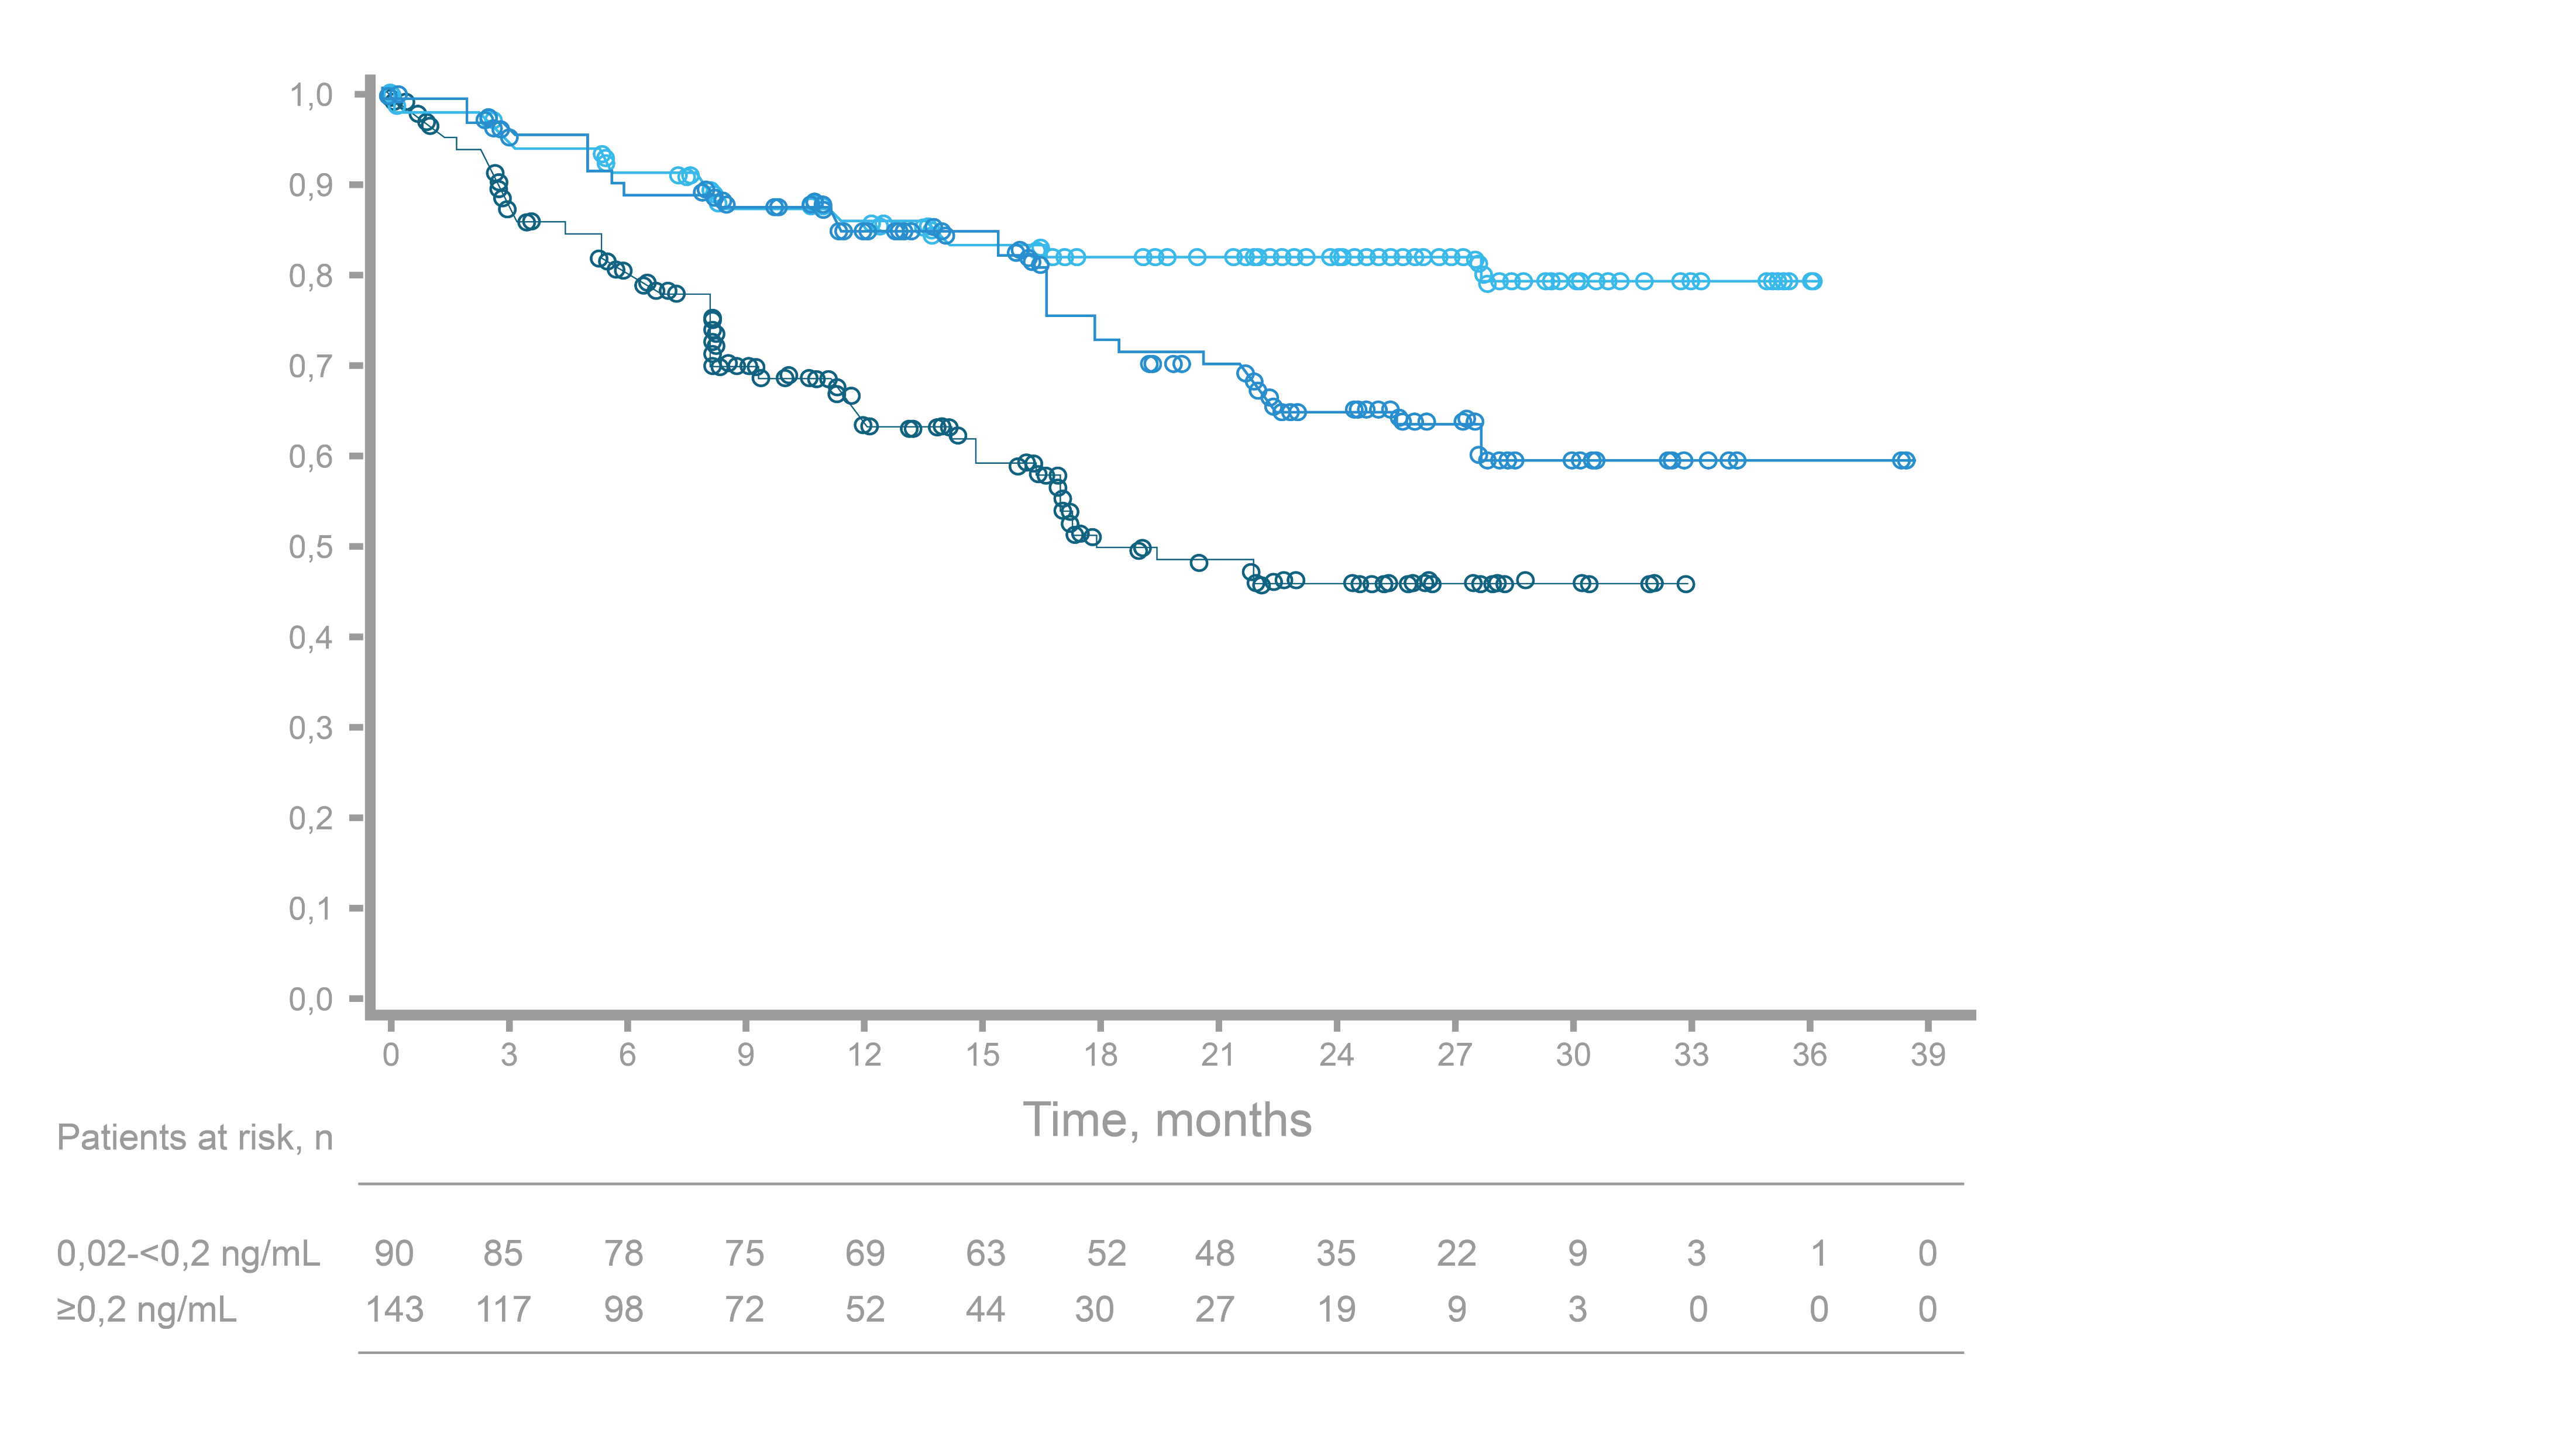 1,0
0,9
0,8
0,7
0,6
0,5
0,4
0,3
0,2
0,1
0,0
0 3 6 9 12 15 18 21 24 27 30 33 36 39
Time, months
Patients at risk, n
0,02-<0,2 ng/mL 90 85 78 75 69 63 52 48 35 22 9 3 1 0
≥0,2 ng/mL 143 117 98 72 52 44 30 27 19 9 3 0 0 0